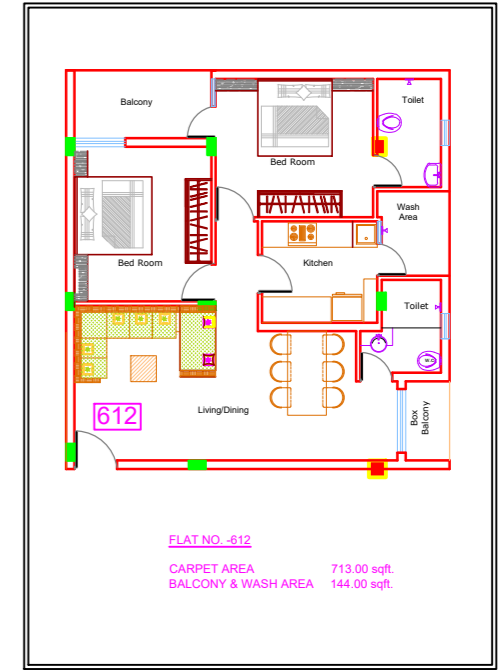 Balcony
Toilet
Bed Room
Wash
Area
Bed Room
Kitchen
Toilet
W.C
Living/Dining
612
Box
Balcony
FLAT NO. -612
CARPET AREA 713.00 sqft.
BALCONY & WASH AREA 144.00 sqft.